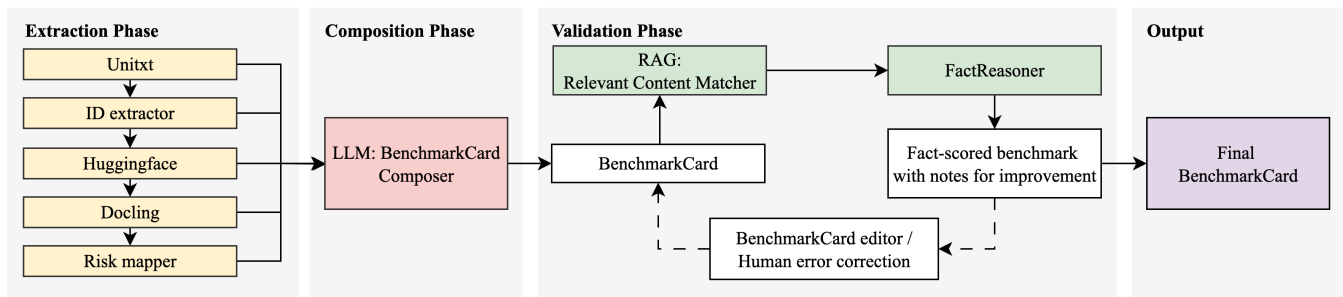 Extraction Phase
Unitxt
ID extractor
Huggingface
Docling
Risk mapper
Composition Phase
LLM: BenchmarkCard
Composer
Validation Phase
RAG:
Relevant Content Matcher
FactReasoner
BenchmarkCard
Fact-scored benchmark
with notes for improvement
BenchmarkCard editor /
Human error correction
Output
Final
BenchmarkCard